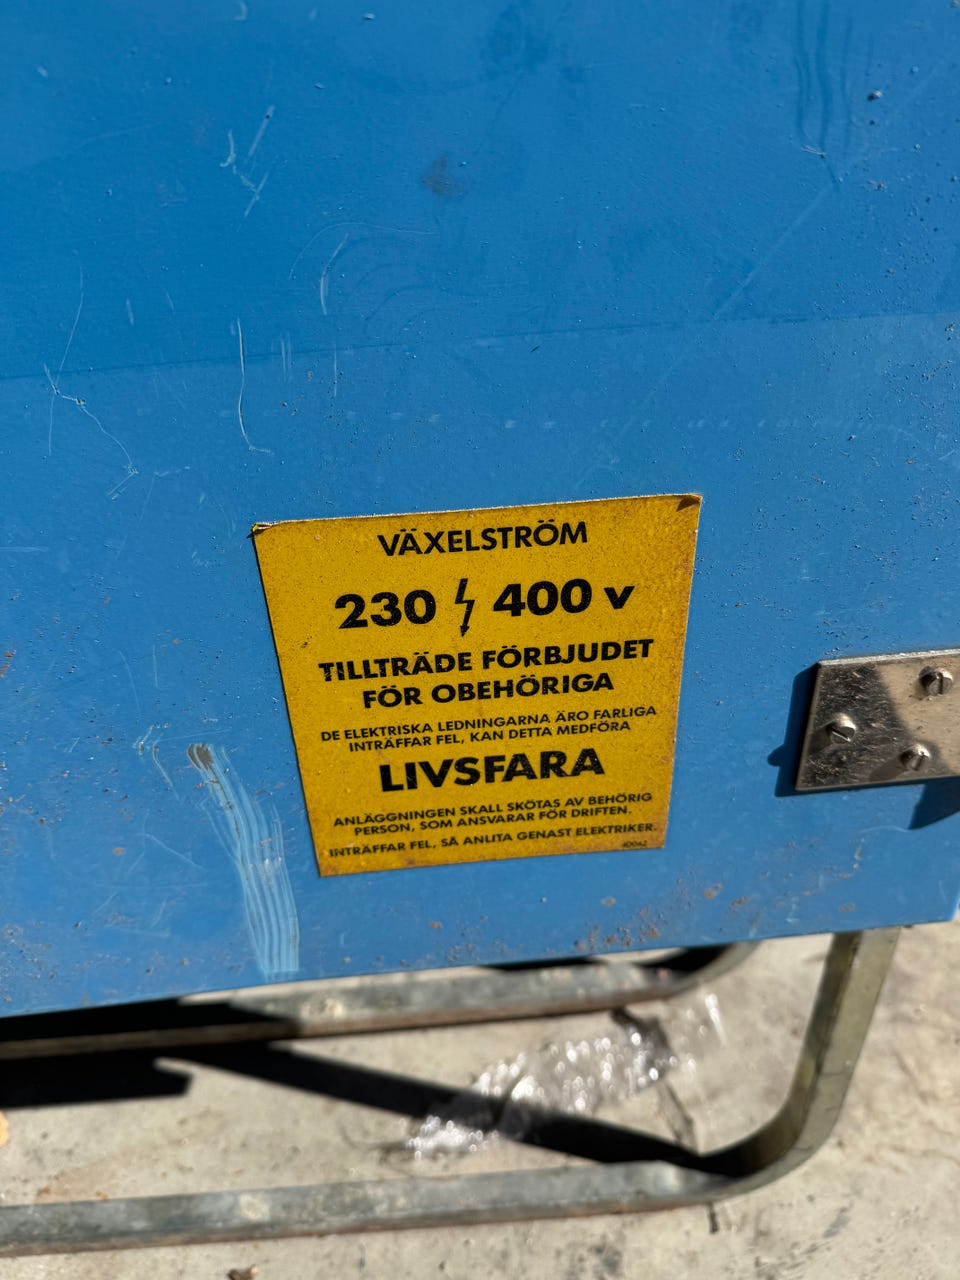 VÄXELSTRÖM
230 400 V
TILLTRÄDE FÖRBJUDET
FÖR OBEHÖRIGA
DE ELEKTRISKA LEDNINGARNA ÄRO FARLIGA
INTRÄFFAR FEL, KAN DETTA MEDFÖRA
LIVSFARA
ANLÄGGNINGEN SKALL SKÖTAS AV BEHÖRIG
PERSON, SOM ANSVARAR FÖR DRIFTEN.
INTRÄFFAR FEL, SÅ ANLITA GENAST ELEKTRIKER.